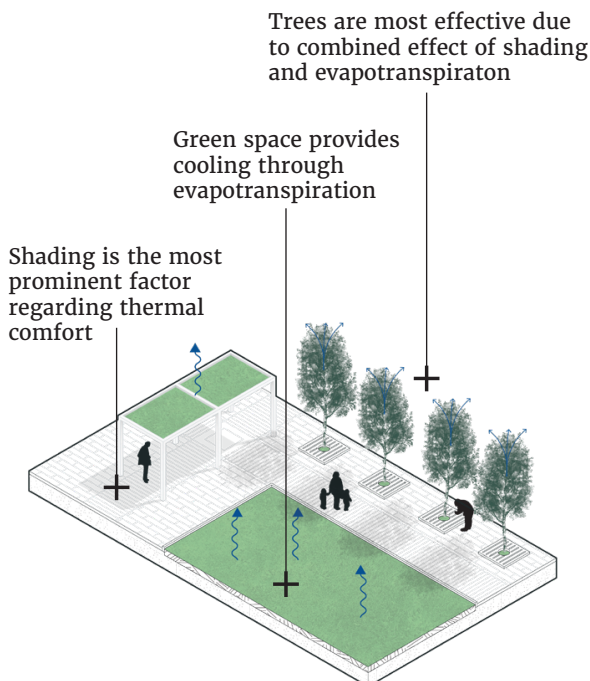 Trees are most effective due
to combined effect of shading
and evapotranspiraton
Green space provides
cooling through
evapotranspiration
Shading is the most
prominent factor
regarding thermal
comfort